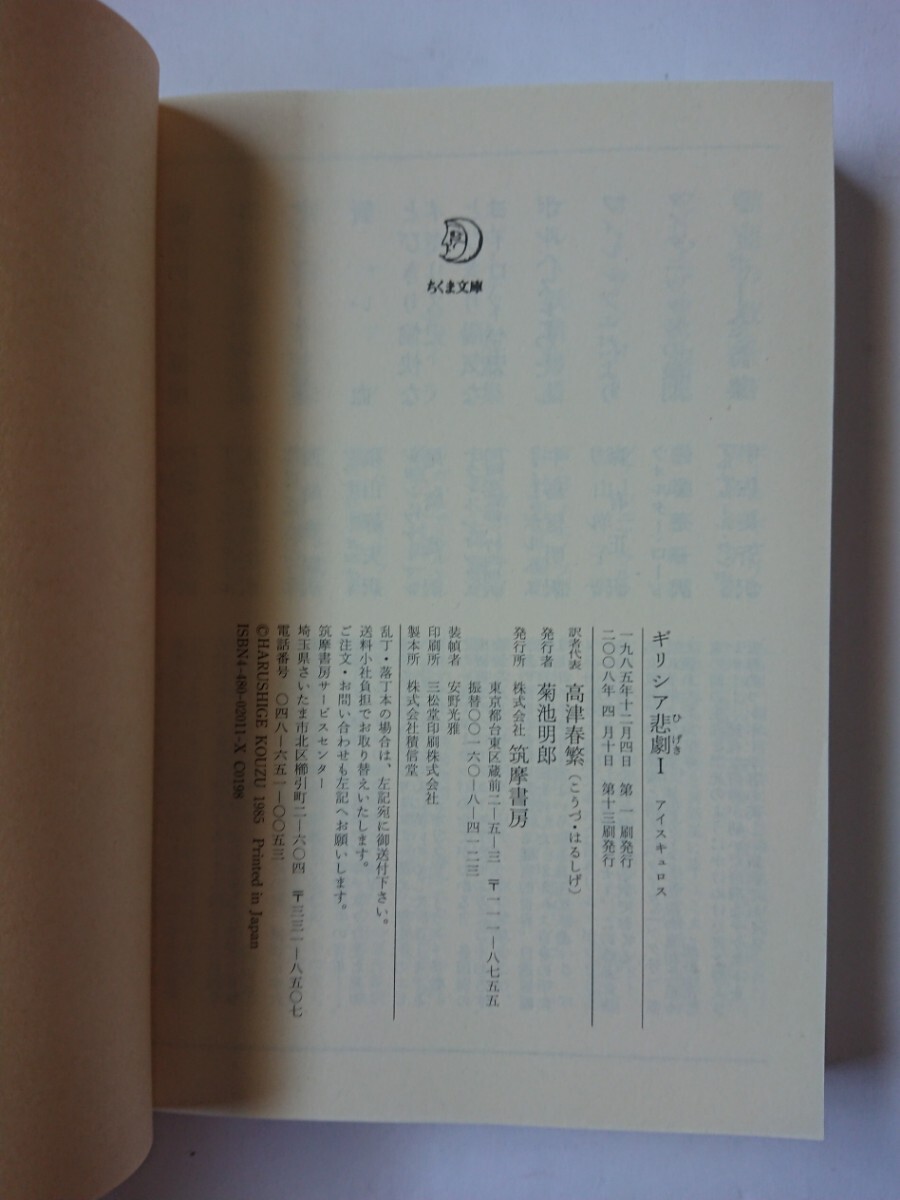 ちくま文庫
ギリシア悲劇Ⅰ アイスキュロス
ひげき
一九八五年十二月四日 第一刷発行
二〇〇八年四月十日 第十三刷発行
訳者代表 高津春繁(こうづ・はるしげ)
発行者 菊池明郎
発行所 株式会社 筑摩書房
東京都台東区蔵前二―五―三 〒一一一―八七五五
振替〇〇一六〇―八―四一二三
装幀者 安野光雅
印刷所 三松堂印刷株式会社
製本所 株式会社積信堂
乱丁・落丁本の場合は、左記宛に御送付下さい。
送料小社負担でお取り替えいたします。
ご注文・お問い合わせも左記へお願いします。
筑摩書房サービスセンター
埼玉県さいたま市北区櫛引町二―六〇四 〒三三一―八五〇七
電話番号 〇四八―六五一―〇〇五三
©HARUSHIGE KOUZU 1985 Printed in Japan
ISBN4-480-02011-X C0198